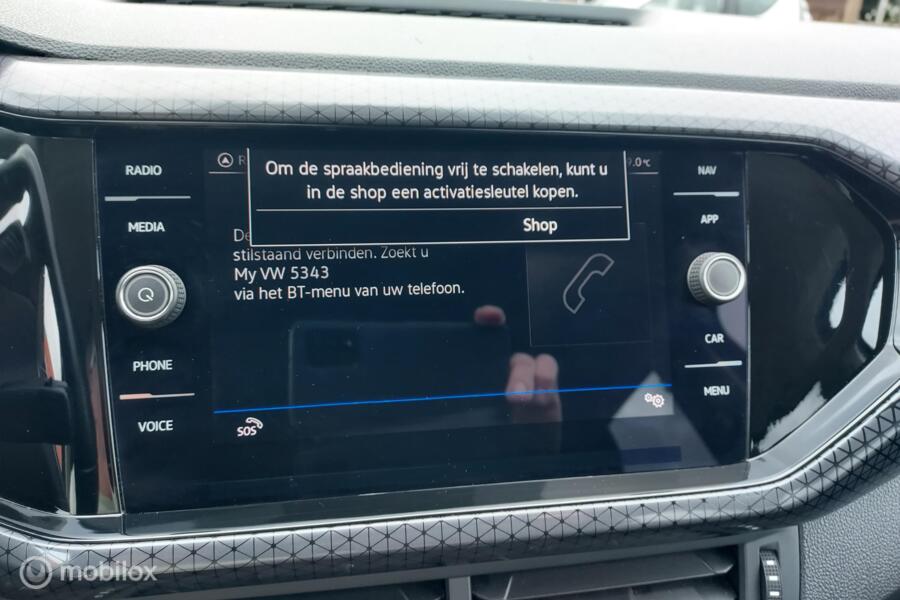 RADIO
MEDIA
PHONE
VOICE
Om de spraakbediening vrij te schakelen, kunt u
in de shop een activatiesleutel kopen.
Shop
stilstaand verbinden. Zoekt u
My VW 5343
via het BT-menu van uw telefoon.
SOS
NAV
APP
CAR
MENU
mobilox